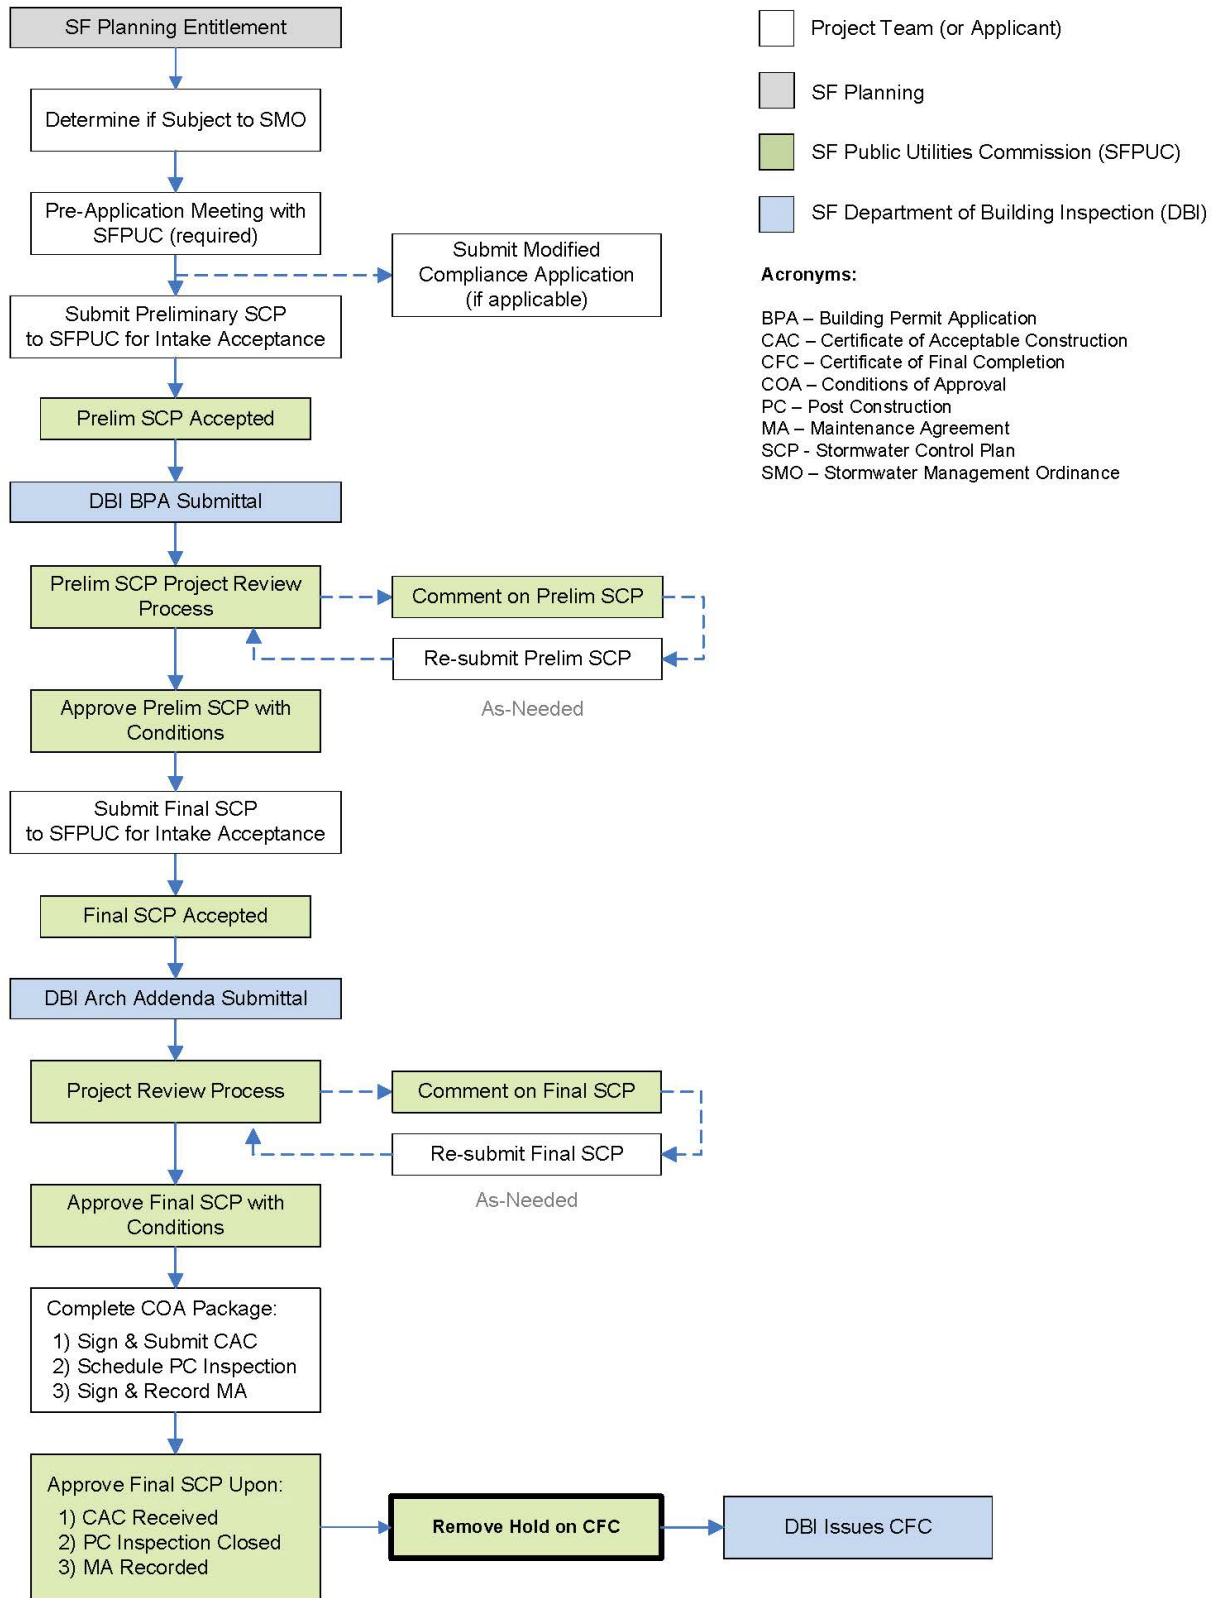 SF Planning Entitlement
Determine if Subject to SMO
Pre-Application Meeting with
SFPUC (required)
Submit Modified
Compliance Application
(if applicable)
Submit Preliminary SCP
to SFPUC for Intake Acceptance
Prelim SCP Accepted
DBI BPA Submittal
Prelim SCP Project Review
Process
Comment on Prelim SCP
Re-submit Prelim SCP
As-Needed
Approve Prelim SCP with
Conditions
Submit Final SCP
to SFPUC for Intake Acceptance
Final SCP Accepted
DBI Arch Addenda Submittal
Project Review Process
Comment on Final SCP
Re-submit Final SCP
As-Needed
Approve Final SCP with
Conditions
Complete COA Package:
1) Sign & Submit CAC
2) Schedule PC Inspection
3) Sign & Record MA
Approve Final SCP Upon:
1) CAC Received
2) PC Inspection Closed
3) MA Recorded
Remove Hold on CFC
DBI Issues CFC
Project Team (or Applicant)
SF Planning
SF Public Utilities Commission (SFPUC)
SF Department of Building Inspection (DBI)
Acronyms:
BPA – Building Permit Application
CAC – Certificate of Acceptable Construction
CFC – Certificate of Final Completion
COA – Conditions of Approval
PC – Post Construction
MA – Maintenance Agreement
SCP - Stormwater Control Plan
SMO – Stormwater Management Ordinance